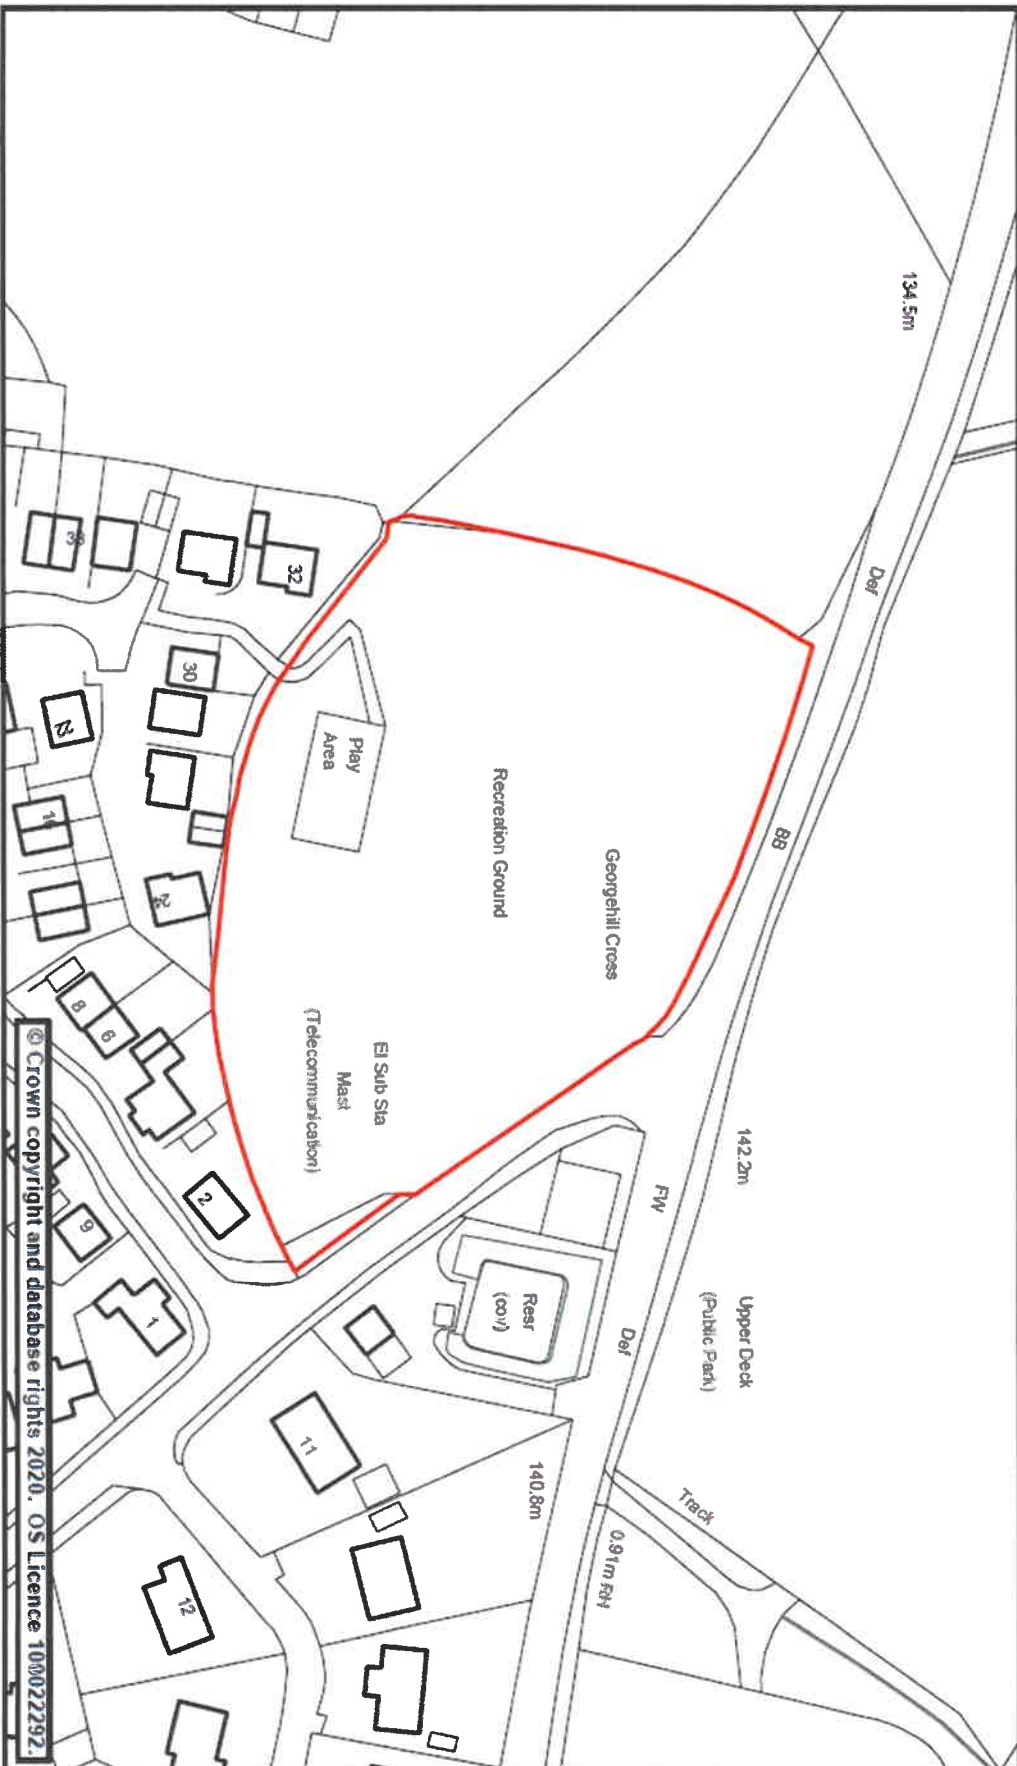 134.5m
Def
BB
142.2m
FW
Upper Deck
(Public Park)
Def
Track
0.91m RH
140.8m
Georgehill Cross
Recreation Ground
Play
Area
El Sub Sta
Mast
(Telecommunication)
Resr
(cov)
32
30
22
24
8
6
2
9
1
11
12
© Crown copyright and database rights 2020. OS Licence 100022292.